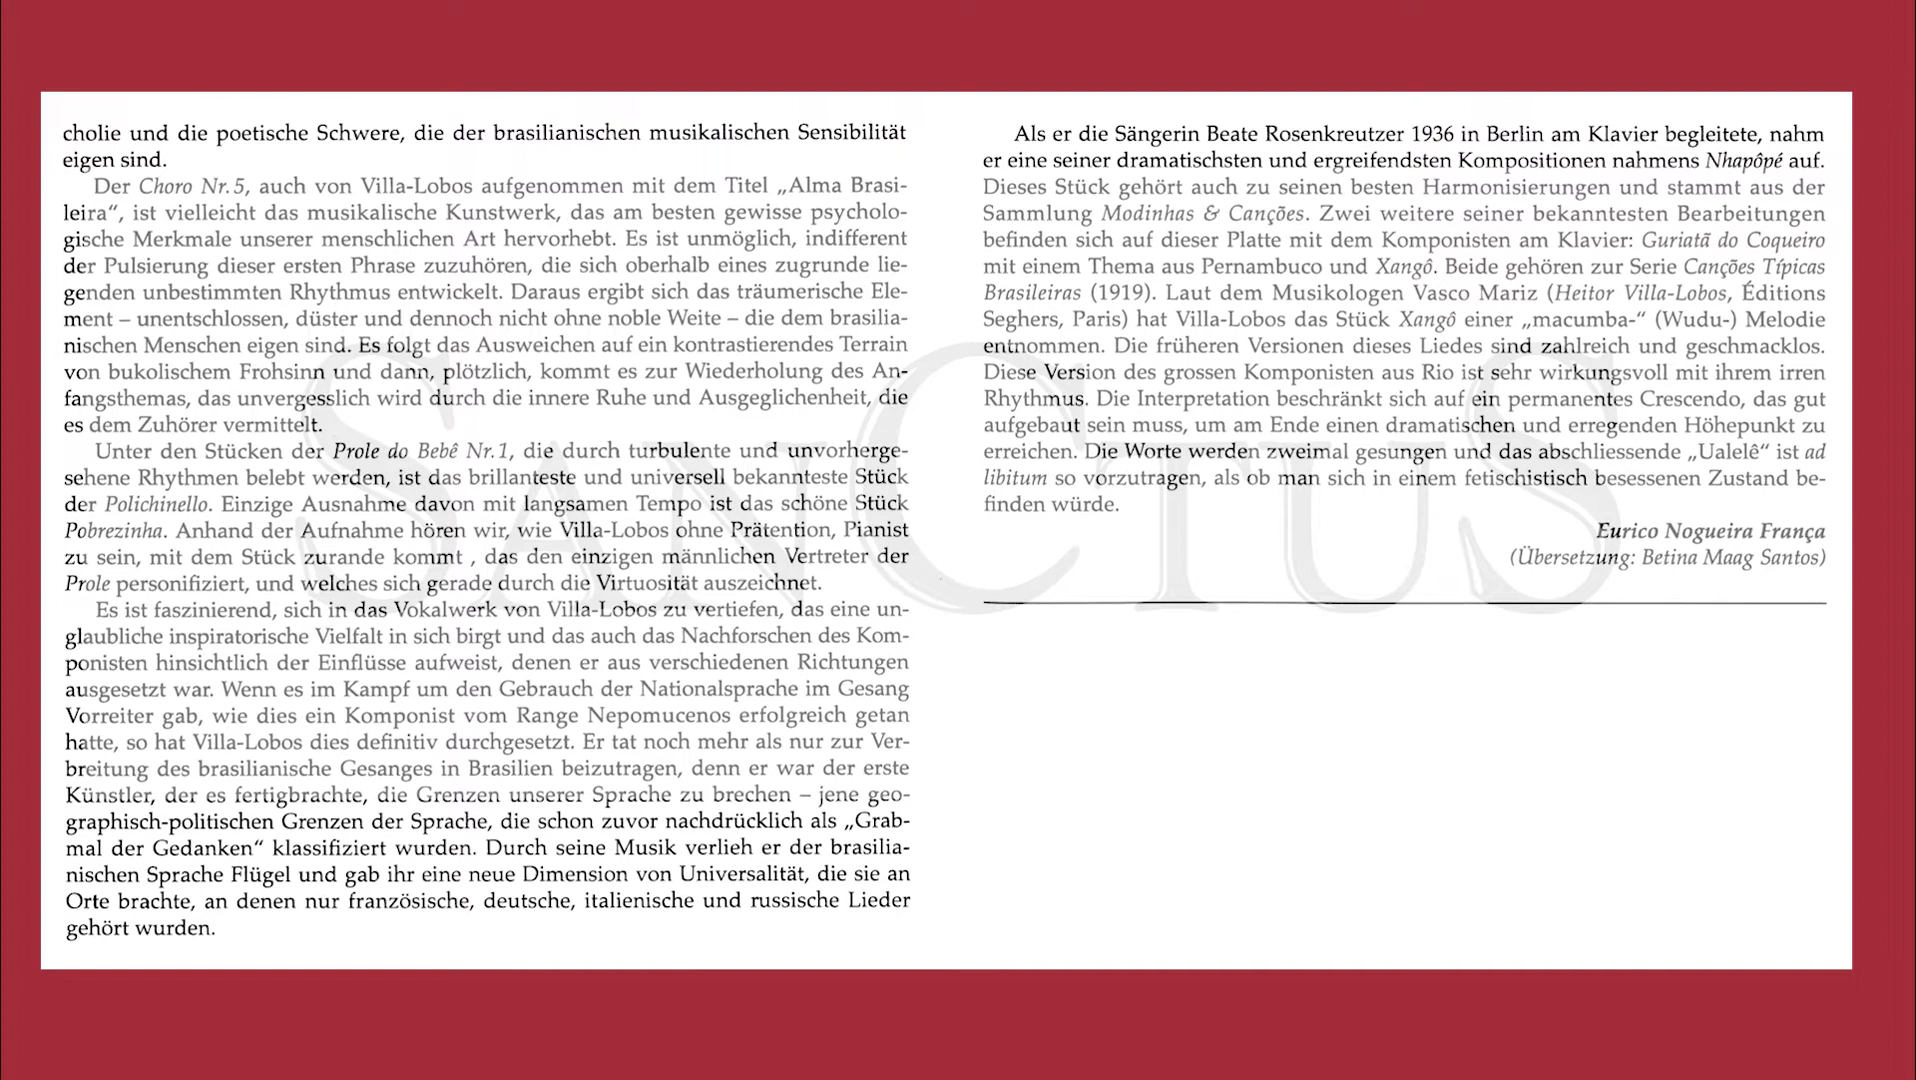 cholie und die poetische Schwere, die der brasilianischen musikalischen Sensibilität
eigen sind.
Der Choro Nr. 5, auch von Villa-Lobos aufgenommen mit dem Titel „Alma Brasi-
leira“, ist vielleicht das musikalische Kunstwerk, das am besten gewisse psycholo-
gische Merkmale unserer menschlichen Art hervorhebt. Es ist unmöglich, indifferent
der Pulsierung dieser ersten Phrase zuzuhören, die sich oberhalb eines zugrunde lie-
genden unbestimmten Rhythmus entwickelt. Daraus ergibt sich das träumerische Ele-
ment – unentschlossen, düster und dennoch nicht ohne noble Weite – die dem brasilia-
nischen Menschen eigen sind. Es folgt das Ausweichen auf ein kontrastierendes Terrain
von bukolischem Frohsinn und dann, plötzlich, kommt es zur Wiederholung des An-
fangsthemas, das unvergesslich wird durch die innere Ruhe und Ausgeglichenheit, die
es dem Zuhörer vermittelt.
Unter den Stücken der Prole do Bebê Nr. 1, die durch turbulente und unvorherge-
sehene Rhythmen belebt werden, ist das brillanteste und universell bekannteste Stück
der Polichinello. Einzige Ausnahme davon mit langsamen Tempo ist das schöne Stück
Pobrezinha. Anhand der Aufnahme hören wir, wie Villa-Lobos ohne Prätention, Pianist
zu sein, mit dem Stück zurande kommt , das den einzigen männlichen Vertreter der
Prole personifiziert, und welches sich gerade durch die Virtuosität auszeichnet.
Es ist faszinierend, sich in das Vokalwerk von Villa-Lobos zu vertiefen, das eine un-
glaubliche inspiratorische Vielfalt in sich birgt und das auch das Nachforschen des Kom-
ponisten hinsichtlich der Einflüsse aufweist, denen er aus verschiedenen Richtungen
ausgesetzt war. Wenn es im Kampf um den Gebrauch der Nationalsprache im Gesang
Vorreiter gab, wie dies ein Komponist vom Range Nepomucenos erfolgreich getan
hatte, so hat Villa-Lobos dies definitiv durchgesetzt. Er tat noch mehr als nur zur Ver-
breitung des brasilianische Gesanges in Brasilien beizutragen, denn er war der erste
Künstler, der es fertigbrachte, die Grenzen unserer Sprache zu brechen – jene geo-
graphisch-politischen Grenzen der Sprache, die schon zuvor nachdrücklich als „Grab-
mal der Gedanken“ klassifiziert wurden. Durch seine Musik verlieh er der brasilia-
nischen Sprache Flügel und gab ihr eine neue Dimension von Universalität, die sie an
Orte brachte, an denen nur französische, deutsche, italienische und russische Lieder
gehört wurden.
Als er die Sängerin Beate Rosenkreutzer 1936 in Berlin am Klavier begleitete, nahm
er eine seiner dramatischsten und ergreifendsten Kompositionen nahmens Nhapôpé auf.
Dieses Stück gehört auch zu seinen besten Harmonisierungen und stammt aus der
Sammlung Modinhas & Canções. Zwei weitere seiner bekanntesten Bearbeitungen
befinden sich auf dieser Platte mit dem Komponisten am Klavier: Guriatã do Coqueiro
mit einem Thema aus Pernambuco und Xangô. Beide gehören zur Serie Canções Típicas
Brasileiras (1919). Laut dem Musikologen Vasco Mariz (Heitor Villa-Lobos, Éditions
Seghers, Paris) hat Villa-Lobos das Stück Xangô einer „macumba-“ (Wudu-) Melodie
entnommen. Die früheren Versionen dieses Liedes sind zahlreich und geschmacklos.
Diese Version des grossen Komponisten aus Rio ist sehr wirkungsvoll mit ihrem irren
Rhythmus. Die Interpretation beschränkt sich auf ein permanentes Crescendo, das gut
aufgebaut sein muss, um am Ende einen dramatischen und erregenden Höhepunkt zu
erreichen. Die Worte werden zweimal gesungen und das abschliessende „Ualelê“ ist ad
libitum so vorzutragen, als ob man sich in einem fetischistisch besessenen Zustand be-
finden würde.
Eurico Nogueira França
(Übersetzung: Betina Maag Santos)
SANCTUS